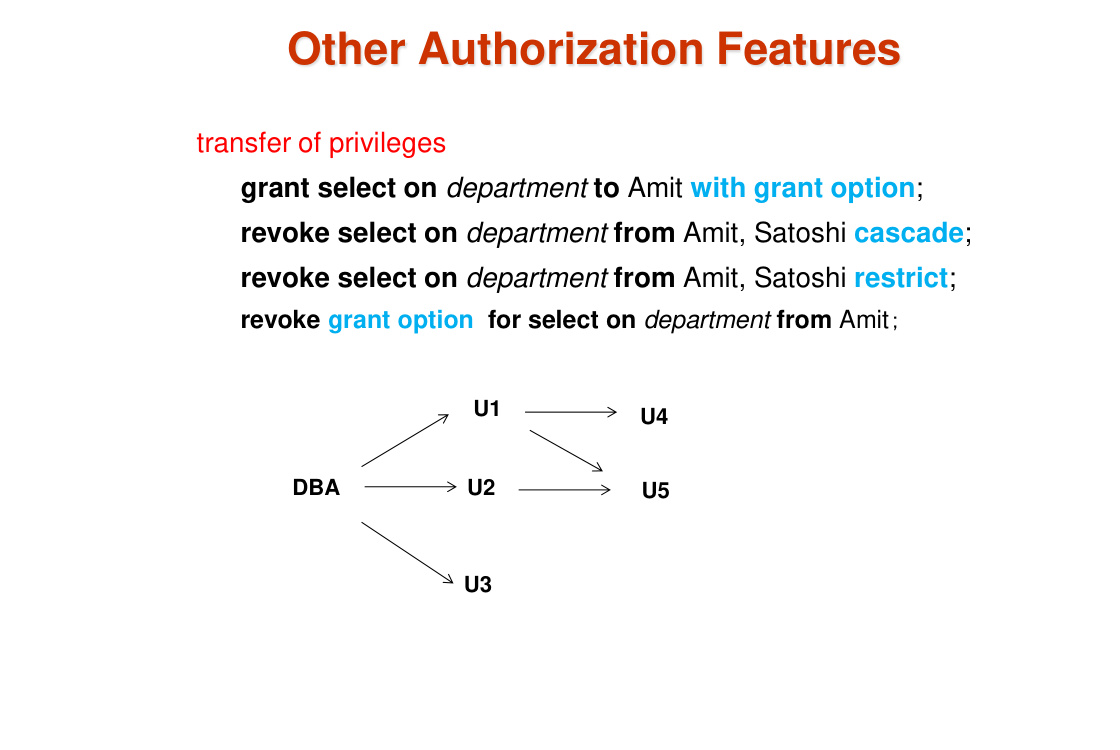 Other Authorization Features
transfer of privileges
grant select on department to Amit with grant option;
revoke select on department from Amit, Satoshi cascade;
revoke select on department from Amit, Satoshi restrict;
revoke grant option for select on department from Amit;
U1
U4
DBA
U2
U5
U3